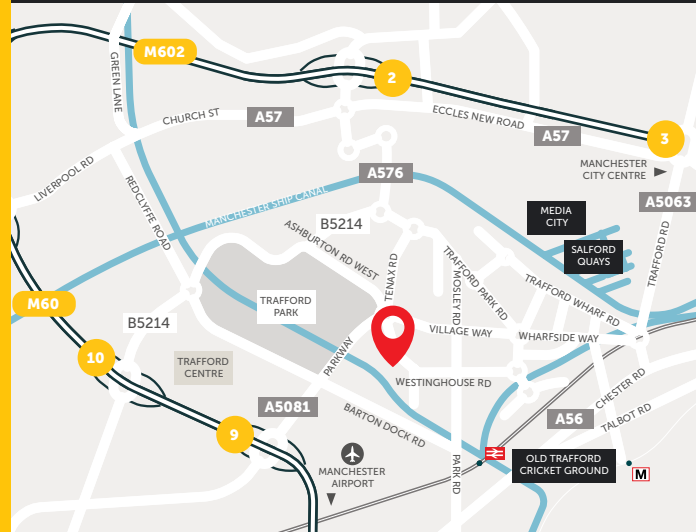 M602
GREEN LANE
2
CHURCH ST
A57
ECCLES NEW ROAD
A57
3
MANCHESTER
CITY CENTRE
LIVERPOOL RD
REDCLYFFE ROAD
A576
A5063
MANCHESTER SHIP CANAL
B5214
MEDIA
CITY
SALFORD
QUAYS
TRAFFORD RD
ASHBURTON RD WEST
TENAX RD
TRAFFORD PARK RD
MOSLEY RD
TRAFFORD WHARF RD
M60
TRAFFORD
PARK
B5214
VILLAGE WAY
WHARFSIDE WAY
10
TRAFFORD
CENTRE
PARKWAY
WESTINGHOUSE RD
CHESTER RD
A5081
BARTON DOCK RD
A56
TALBOT RD
9
PARK RD
OLD TRAFFORD
CRICKET GROUND
M
MANCHESTER
AIRPORT